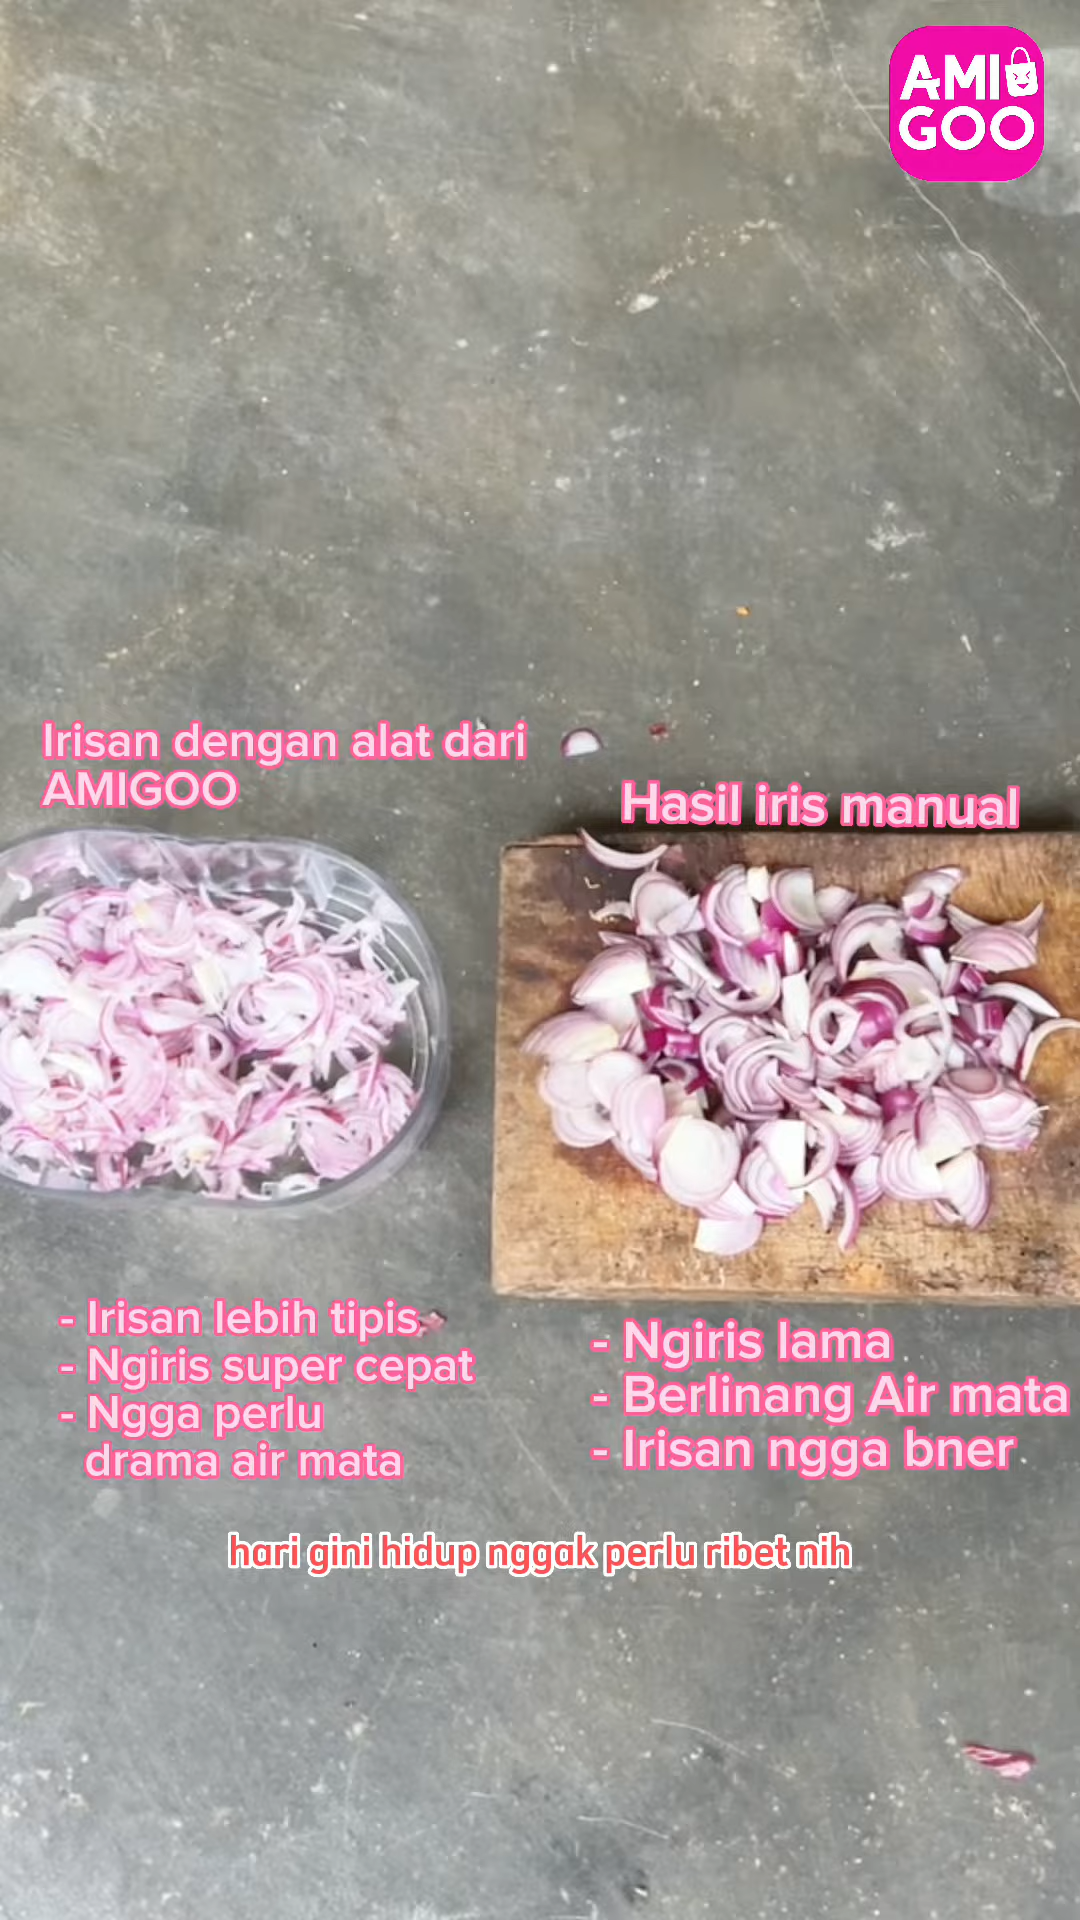 AMI
GOO
Irisan dengan alat dari
AMIGOO
Hasil iris manual
- Irisan lebih tipis
- Ngiris super cepat
- Ngga perlu
drama air mata
- Ngiris lama
- Berlinang Air mata
- Irisan ngga bner
hari gini hidup nggak perlu ribet nih